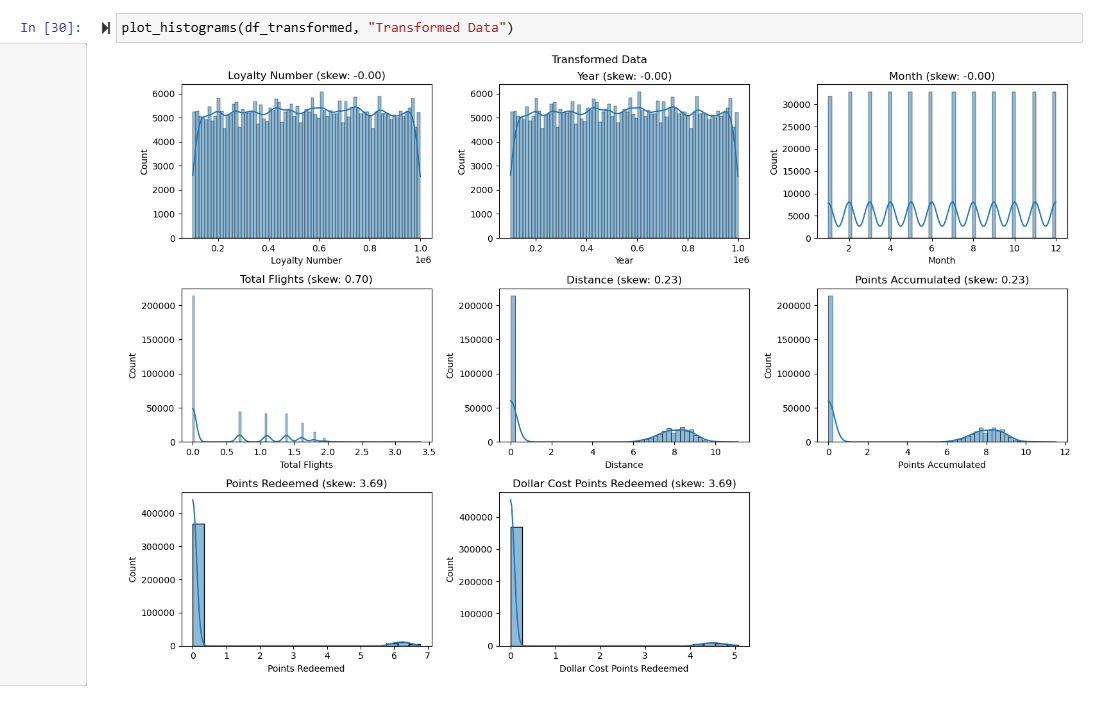 In [30]: plot_histograms(df_transformed, "Transformed Data")
Transformed Data
Loyalty Number (skew: -0.00)
6000
5000
4000
3000
2000
1000
0
Count
0.2 0.4 0.6 0.8 1.0
1e6
Loyalty Number
Year (skew: -0.00)
6000
5000
4000
3000
2000
1000
0
Count
0.2 0.4 0.6 0.8 1.0
1e6
Year
Month (skew: -0.00)
30000
25000
20000
15000
10000
5000
0
Count
2 4 6 8 10 12
Month
Total Flights (skew: 0.70)
200000
150000
100000
50000
0
Count
0.0 0.5 1.0 1.5 2.0 2.5 3.0 3.5
Total Flights
Distance (skew: 0.23)
200000
150000
100000
50000
0
Count
0 2 4 6 8 10
Distance
Points Accumulated (skew: 0.23)
200000
150000
100000
50000
0
Count
0 2 4 6 8 10 12
Points Accumulated
Points Redeemed (skew: 3.69)
400000
300000
200000
100000
0
Count
0 1 2 3 4 5 6 7
Points Redeemed
Dollar Cost Points Redeemed (skew: 3.69)
400000
300000
200000
100000
0
Count
0 1 2 3 4 5
Dollar Cost Points Redeemed